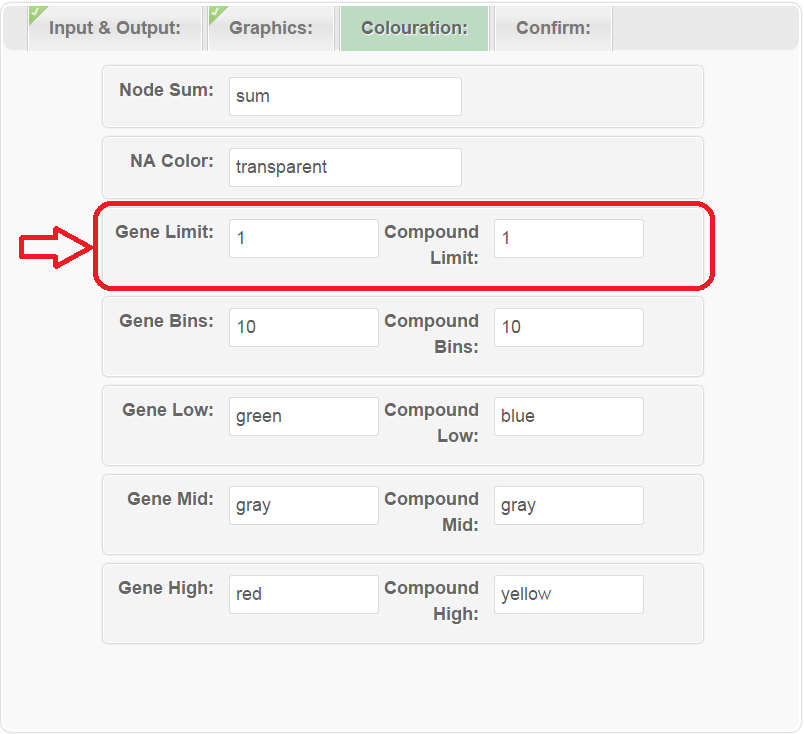 Input & Output: Graphics: Colouration: Confirm:
Node Sum: sum
NA Color: transparent
Gene Limit: 1 Compound Limit: 1
Gene Bins: 10 Compound Bins: 10
Gene Low: green Compound Low: blue
Gene Mid: gray Compound Mid: gray
Gene High: red Compound High: yellow